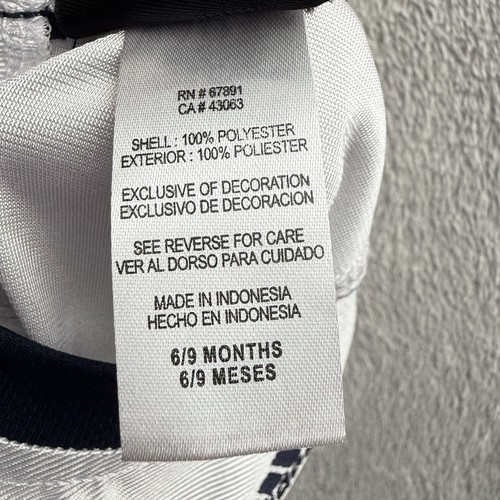 RN # 67891
CA # 43063
SHELL : 100% POLYESTER
EXTERIOR : 100% POLIESTER
EXCLUSIVE OF DECORATION
EXCLUSIVO DE DECORACION
SEE REVERSE FOR CARE
VER AL DORSO PARA CUIDADO
MADE IN INDONESIA
HECHO EN INDONESIA
6/9 MONTHS
6/9 MESES